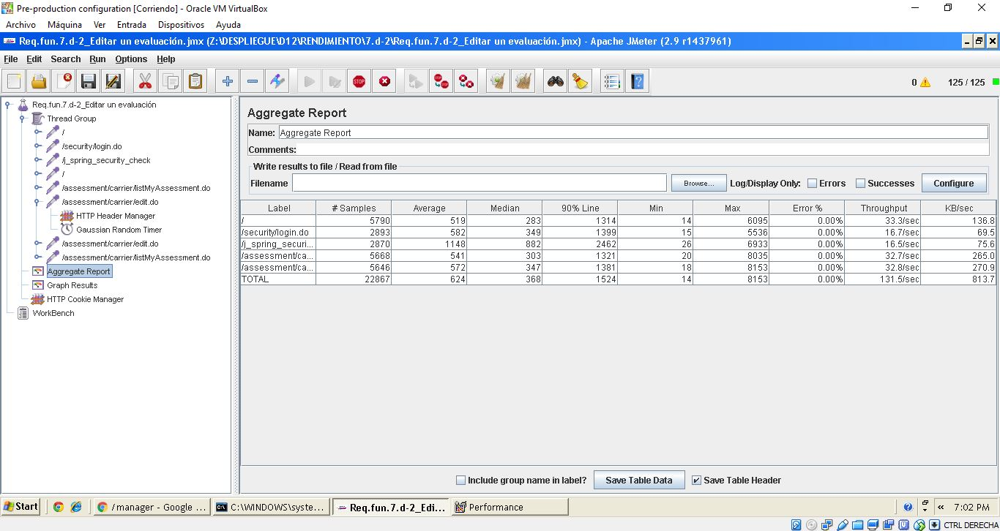 Pre-production configuration [Corriendo] - Oracle VM VirtualBox
Archivo Máquina Ver Entrada Dispositivos Ayuda
Req.fun.7.d-2_Editar un evaluación.jmx (Z:\DESPLIEGUE\D12\RENDIMIENTO\7.d-2\Req.fun.7.d-2_Editar un evaluación.jmx) - Apache JMeter (2.9 r1437961)
File Edit Search Run Options Help
STOP 0 125 / 125
Req.fun.7.d-2_Editar un evaluación
Thread Group
/
/security/login.do
/j_spring_security_check
/
/assessment/carrier/listMyAssessment.do
/assessment/carrier/edit.do
HTTP Header Manager
Gaussian Random Timer
/assessment/carrier/edit.do
/assessment/carrier/listMyAssessment.do
Aggregate Report
Graph Results
HTTP Cookie Manager
WorkBench
Aggregate Report
Name: Aggregate Report
Comments:
Write results to file / Read from file
Filename Browse... Log/Display Only: Errors Successes Configure
Label # Samples Average Median 90% Line Min Max Error % Throughput KB/sec
/ 5790 519 283 1314 14 6095 0.00% 33.3/sec 136.8
/security/login.do 2893 582 349 1399 15 5536 0.00% 16.7/sec 69.5
/j_spring_securi... 2870 1148 882 2462 26 6933 0.00% 16.5/sec 75.6
/assessment/ca... 5668 541 303 1321 20 8035 0.00% 32.7/sec 265.0
/assessment/ca... 5646 572 347 1381 18 8153 0.00% 32.8/sec 270.9
TOTAL 22867 624 368 1524 14 8153 0.00% 131.5/sec 813.7
Include group name in label? Save Table Data Save Table Header
Start /manager - Google ... C:\WINDOWS\syste... Req.fun.7.d-2_Edi... Performance « 7:02 PM
CTRL DERECHA